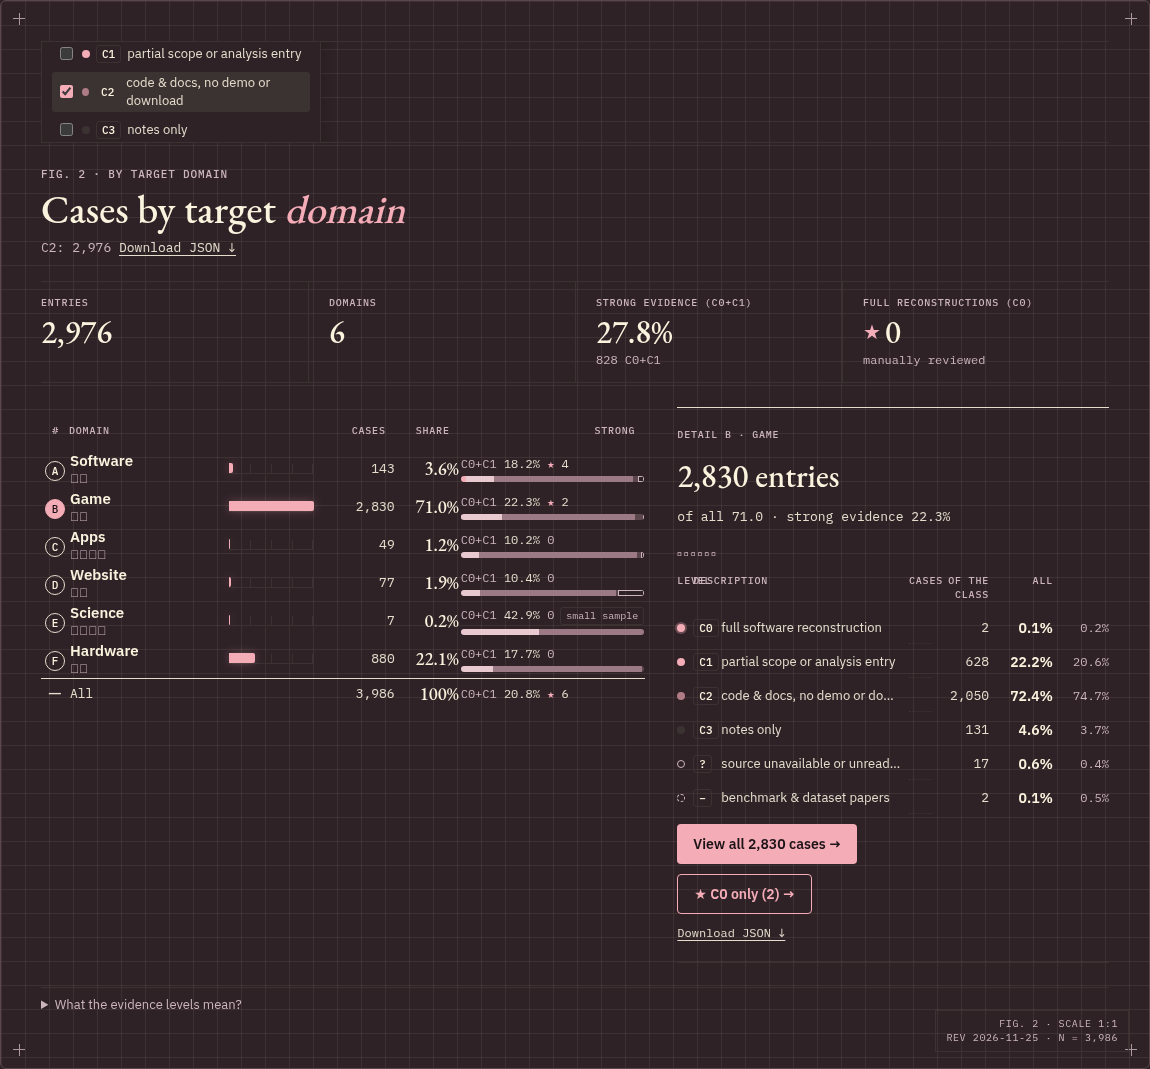 C1 partial scope or analysis entry
C2 code & docs, no demo or
download
C3 notes only
FIG. 2 · BY TARGET DOMAIN
Cases by target domain
C2: 2,976 Download JSON ↓
ENTRIES
2,976
DOMAINS
6
STRONG EVIDENCE (C0+C1)
27.8%
828 C0+C1
FULL RECONSTRUCTIONS (C0)
★ 0
manually reviewed
# DOMAIN CASES SHARE STRONG
A Software 143 3.6% C0+C1 18.2% ★ 4
B Game 2,830 71.0% C0+C1 22.3% ★ 2
C Apps 49 1.2% C0+C1 10.2% 0
D Website 77 1.9% C0+C1 10.4% 0
E Science 7 0.2% C0+C1 42.9% 0 small sample
F Hardware 880 22.1% C0+C1 17.7% 0
— All 3,986 100% C0+C1 20.8% ★ 6
DETAIL B · GAME
2,830 entries
of all 71.0 · strong evidence 22.3%
LEVEL DESCRIPTION CASES OF THE ALL
CLASS
C0 full software reconstruction 2 0.1% 0.2%
C1 partial scope or analysis entry 628 22.2% 20.6%
C2 code & docs, no demo or do... 2,050 72.4% 74.7%
C3 notes only 131 4.6% 3.7%
? source unavailable or unread... 17 0.6% 0.4%
– benchmark & dataset papers 2 0.1% 0.5%
View all 2,830 cases →
★ C0 only (2) →
Download JSON ↓
▶ What the evidence levels mean?
FIG. 2 · SCALE 1:1
REV 2026-11-25 · N = 3,986